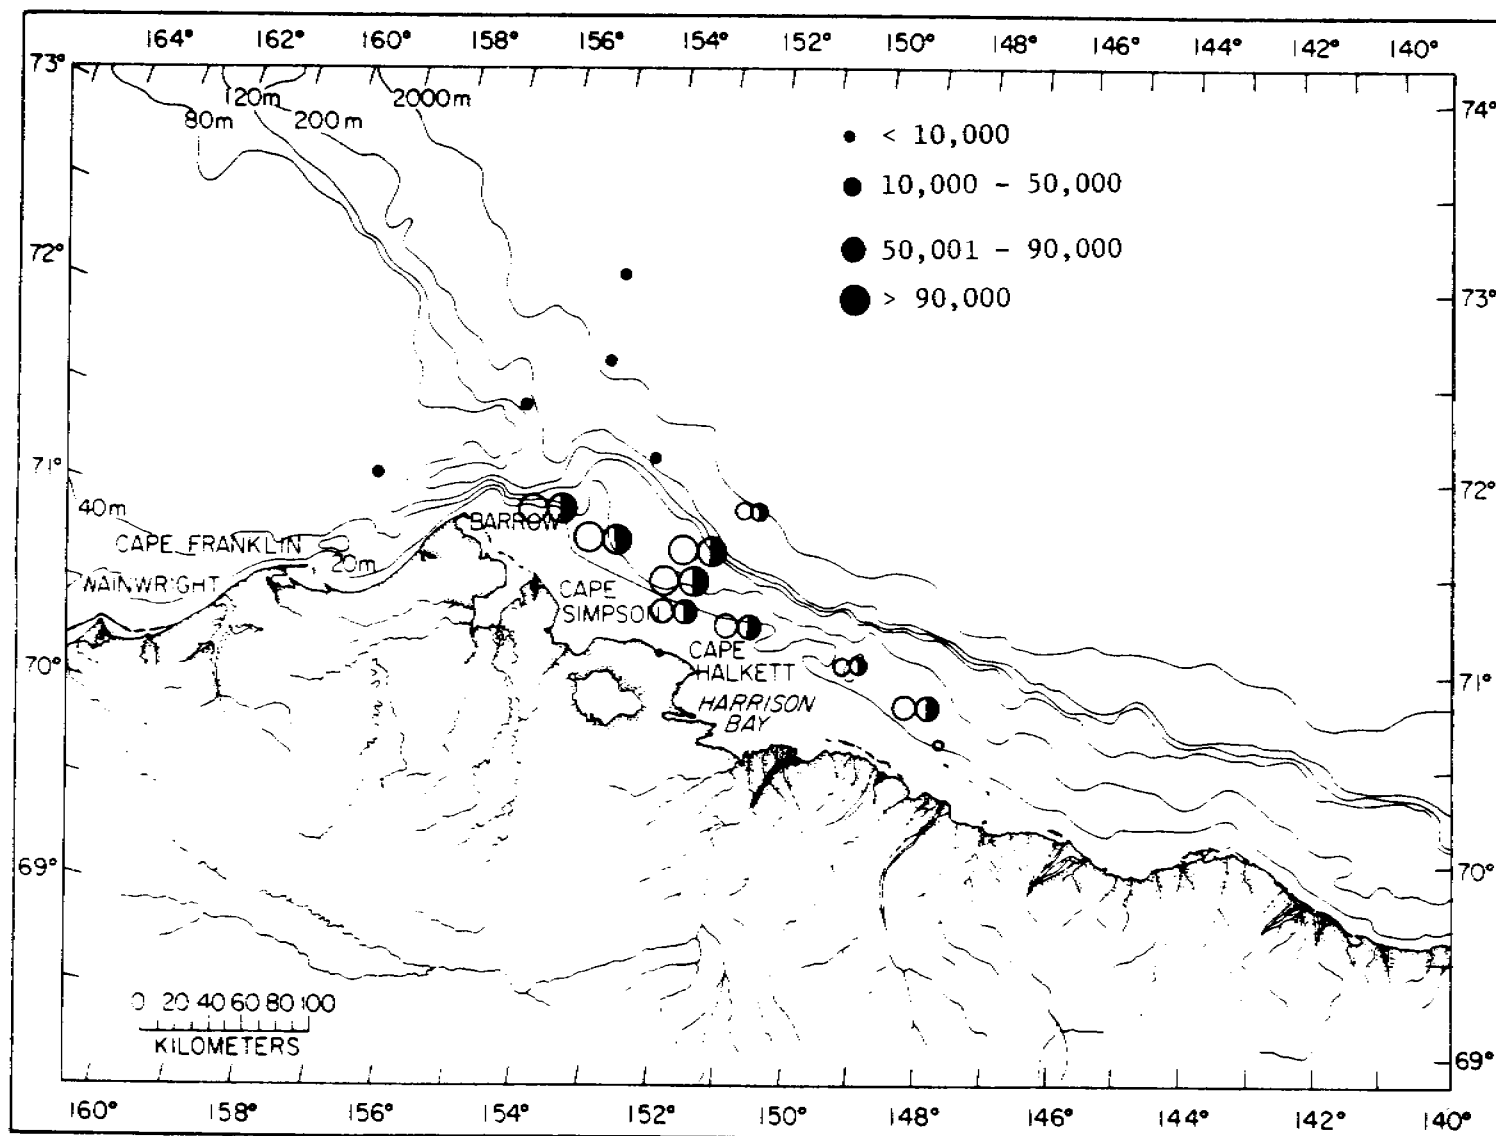 164° 162° 160° 158° 156° 154° 152° 150° 148° 146° 144° 142° 140°
73°
120m
2000m
80m
200m
74°
< 10,000
10,000 - 50,000
50,001 - 90,000
> 90,000
72°
73°
71°
72°
40m
BARROW
CAPE FRANKLIN
20m
WAINWRIGHT
CAPE
SIMPSON
70°
CAPE
HALKETT
71°
HARRISON
BAY
69°
70°
0 20 40 60 80 100
KILOMETERS
69°
160° 158° 156° 154° 152° 150° 148° 146° 144° 142° 140°